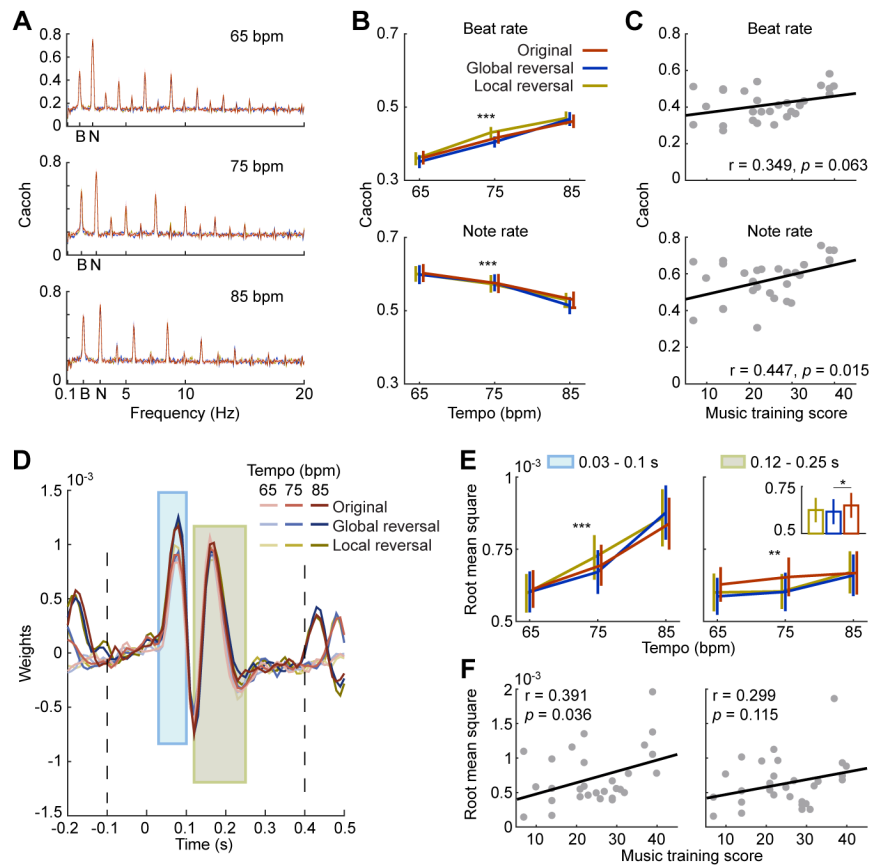 A
65 bpm
0.8
0.6
0.4
0.2
0
B N
75 bpm
0.8
0.4
0
Cacoh
B N
85 bpm
0.8
0.4
0
0.1 B N 5 10 20
Frequency (Hz)
B
Beat rate
Original
Global reversal
Local reversal
0.7
0.5
0.3
***
65 75 85
Cacoh
Note rate
0.7
0.5
0.3
***
65 75 85
Tempo (bpm)
C
Beat rate
0.8
0.6
0.4
0.2
0
r = 0.349, p = 0.063
Cacoh
Note rate
0.8
0.6
0.4
0.2
0
r = 0.447, p = 0.015
10 20 30 40
Music training score
D
10-3
1.5
1
0.5
0
-0.5
-1
-1.5
Weights
Tempo (bpm)
65 75 85
Original
Global reversal
Local reversal
-0.2 -0.1 0 0.1 0.2 0.3 0.4 0.5
Time (s)
E
0.03 - 0.1 s
0.12 - 0.25 s
10-3
1
0.75
0.5
Root mean square
***
65 75 85
0.75
0.5
*
**
65 75 85
Tempo (bpm)
F
10-3
2
1.5
1
0.5
0
Root mean square
r = 0.391
p = 0.036
10 20 30 40
r = 0.299
p = 0.115
10 20 30 40
Music training score